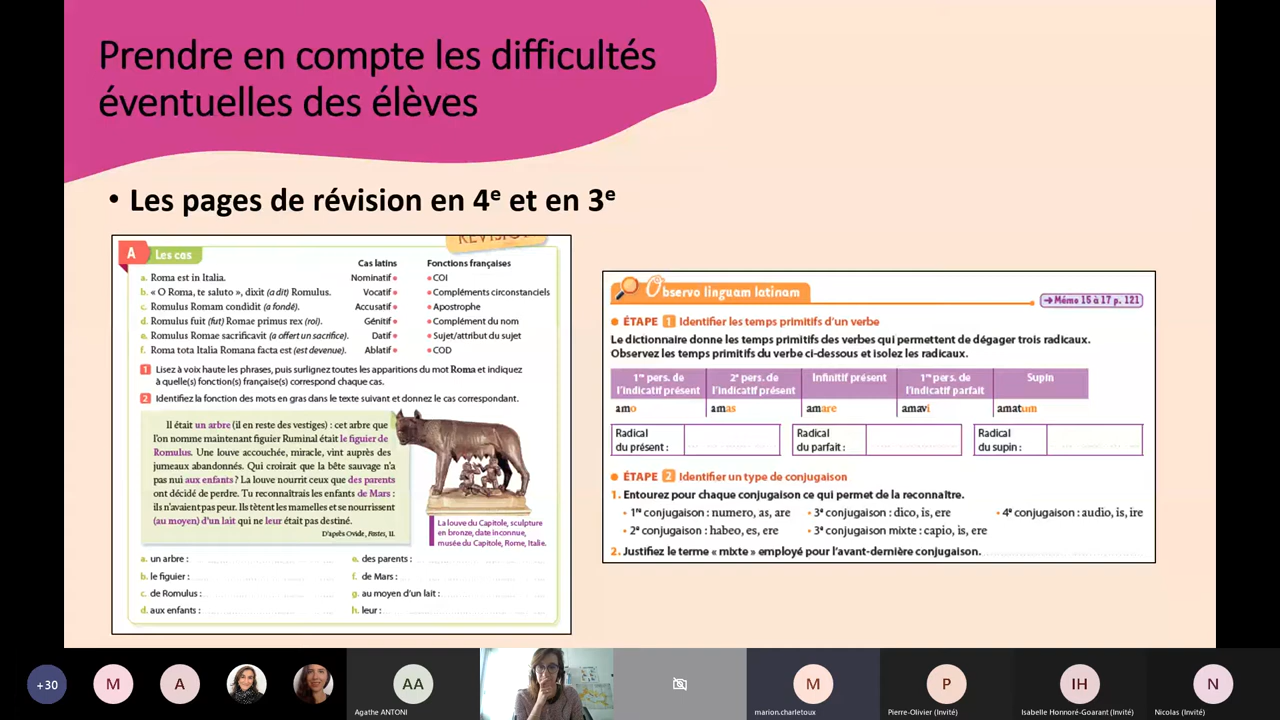 Prendre en compte les difficultés
éventuelles des élèves
• Les pages de révision en 4e et en 3e
A Les cas
Cas latins Fonctions françaises
a. Roma est in Italia. Nominatif • • COI
b. « O Roma, te saluto », dixit (a dit) Romulus. Vocatif • • Compléments circonstanciels
c. Romulus Romam condidit (a fondé). Accusatif • • Apostrophe
d. Romulus fuit (fut) Romae primus rex (roi). Génitif • • Complément du nom
e. Romulus Romae sacrificavit (a offert un sacrifice). Datif • • Sujet/attribut du sujet
f. Roma tota Italia Romana facta est (est devenue). Ablatif • • COD
1 Lisez à voix haute les phrases, puis surlignez toutes les apparitions du mot Roma et indiquez
à quelle(s) fonction(s) française(s) correspond chaque cas.
2 Identifiez la fonction des mots en gras dans le texte suivant et donnez le cas correspondant.
Il était un arbre (il en reste des vestiges) : cet arbre que
l'on nomme maintenant figuier Ruminal était le figuier de
Romulus. Une louve accouchée, miracle, vint auprès des
jumeaux abandonnés. Qui croirait que la bête sauvage n'a
pas nui aux enfants ? La louve nourrit ceux que des parents
ont décidé de perdre. Tu reconnaîtrais les enfants de Mars :
ils n'avaient pas peur. Ils tètent les mamelles et se nourrissent
(au moyen) d'un lait qui ne leur était pas destiné.
D'après Ovide, Fastes, II.
La louve du Capitole, sculpture
en bronze, date inconnue,
musée du Capitole, Rome, Italie.
a. un arbre : e. des parents :
b. le figuier : f. de Mars :
c. de Romulus : g. au moyen d'un lait :
d. aux enfants : h. leur :
Observo linguam latinam
➔ Mémo 15 à 17 p. 121
• ÉTAPE 1 Identifier les temps primitifs d'un verbe
Le dictionnaire donne les temps primitifs des verbes qui permettent de dégager trois radicaux.
Observez les temps primitifs du verbe ci-dessous et isolez les radicaux.
1re pers. de l'indicatif présent 2e pers. de l'indicatif présent Infinitif présent 1re pers. de l'indicatif parfait Supin
amo amas amare amavi amatum
Radical du présent : Radical du parfait : Radical du supin :
• ÉTAPE 2 Identifier un type de conjugaison
1. Entourez pour chaque conjugaison ce qui permet de la reconnaître.
• 1re conjugaison : numero, as, are • 3e conjugaison : dico, is, ere • 4e conjugaison : audio, is, ire
• 2e conjugaison : habeo, es, ere • 3e conjugaison mixte : capio, is, ere
2. Justifiez le terme « mixte » employé pour l'avant-dernière conjugaison.
+30 M A AA M P IH N
Agathe ANTONI marion.charletoux Pierre-Olivier (Invité) Isabelle Honnoré-Goarant (Invité) Nicolas (Invité)